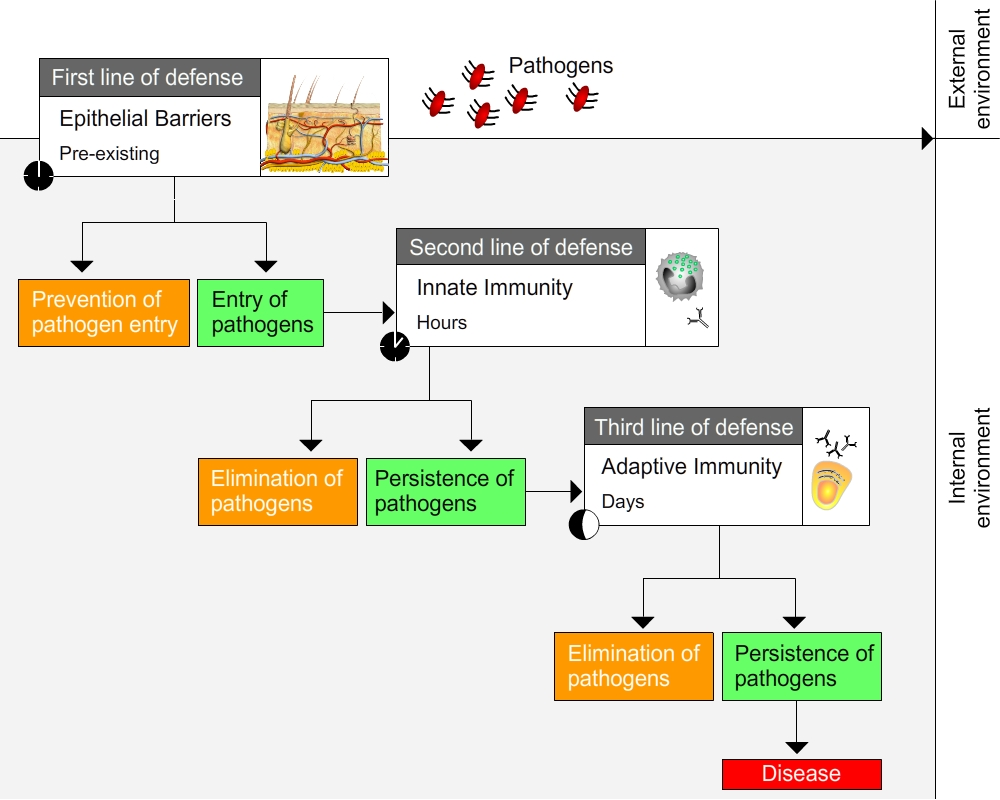 First line of defense
Epithelial Barriers
Pre-existing
Pathogens
External
environment
Prevention of
pathogen entry
Entry of
pathogens
Second line of defense
Innate Immunity
Hours
Elimination of
pathogens
Persistence of
pathogens
Third line of defense
Adaptive Immunity
Days
Internal
environment
Elimination of
pathogens
Persistence of
pathogens
Disease